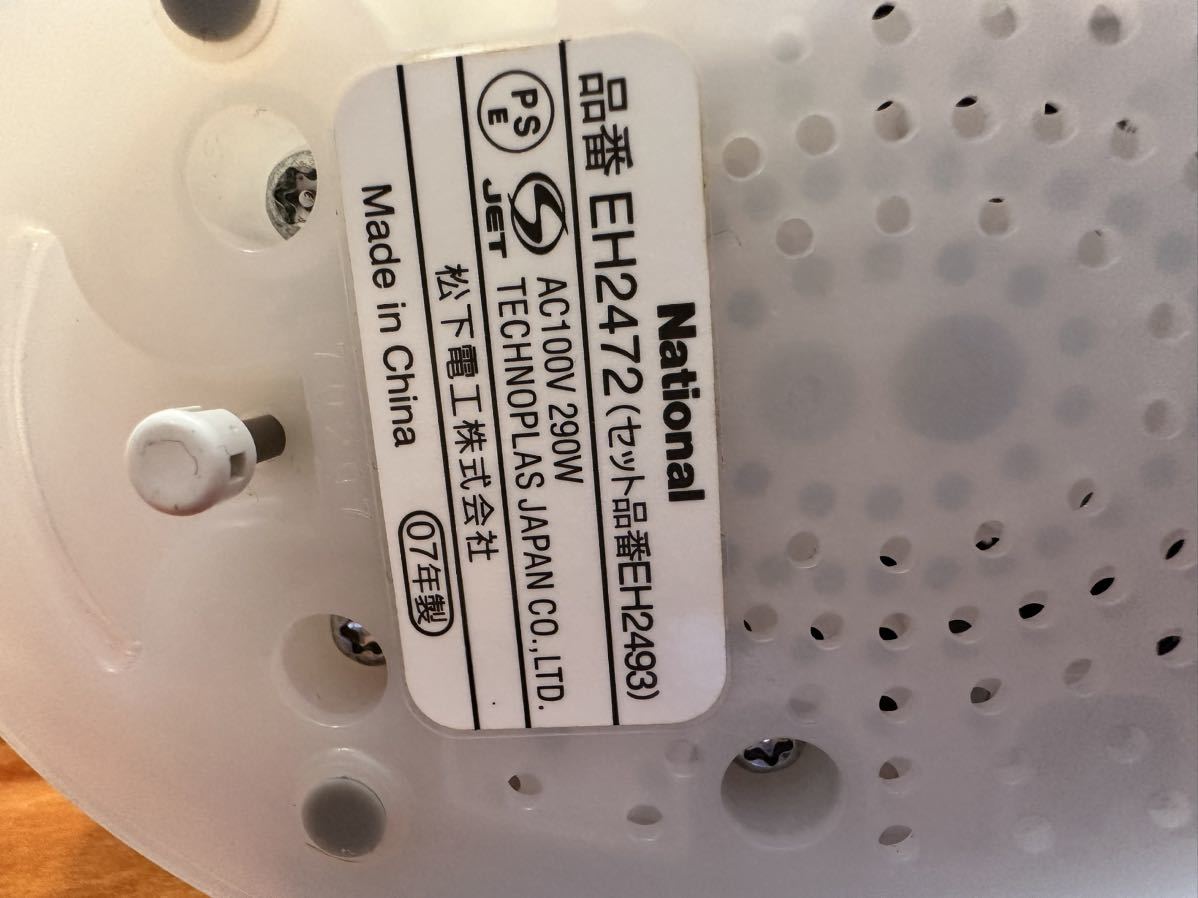 National
品番 EH2472 (セット品番EH2493)
PS E JET AC100V 290W
TECHNOPLAS JAPAN CO.,LTD.
松下電工株式会社
Made in China 07年製